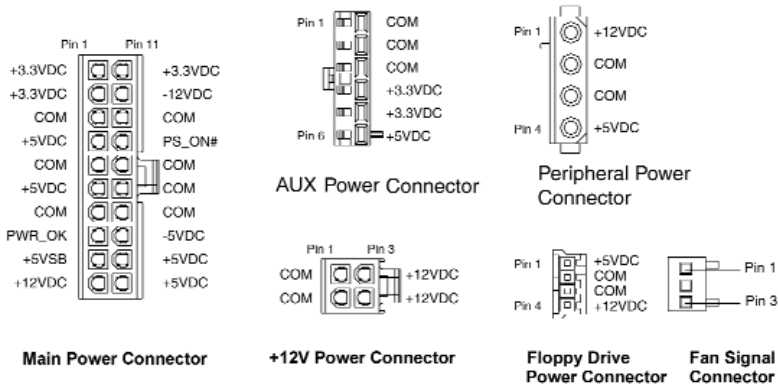 Pin 1 Pin 11
+3.3VDC +3.3VDC
+3.3VDC -12VDC
COM COM
+5VDC PS_ON#
COM COM
+5VDC COM
COM COM
PWR_OK -5VDC
+5VSB +5VDC
+12VDC +5VDC
Main Power Connector
Pin 1 COM
COM
COM
+3.3VDC
+3.3VDC
Pin 6 +5VDC
AUX Power Connector
Pin 1 +12VDC
COM
COM
Pin 4 +5VDC
Peripheral Power
Connector
Pin 1 Pin 3
COM +12VDC
COM +12VDC
+12V Power Connector
Pin 1 +5VDC
COM
COM
Pin 4 +12VDC
Floppy Drive
Power Connector
Pin 1
Pin 3
Fan Signal
Connector